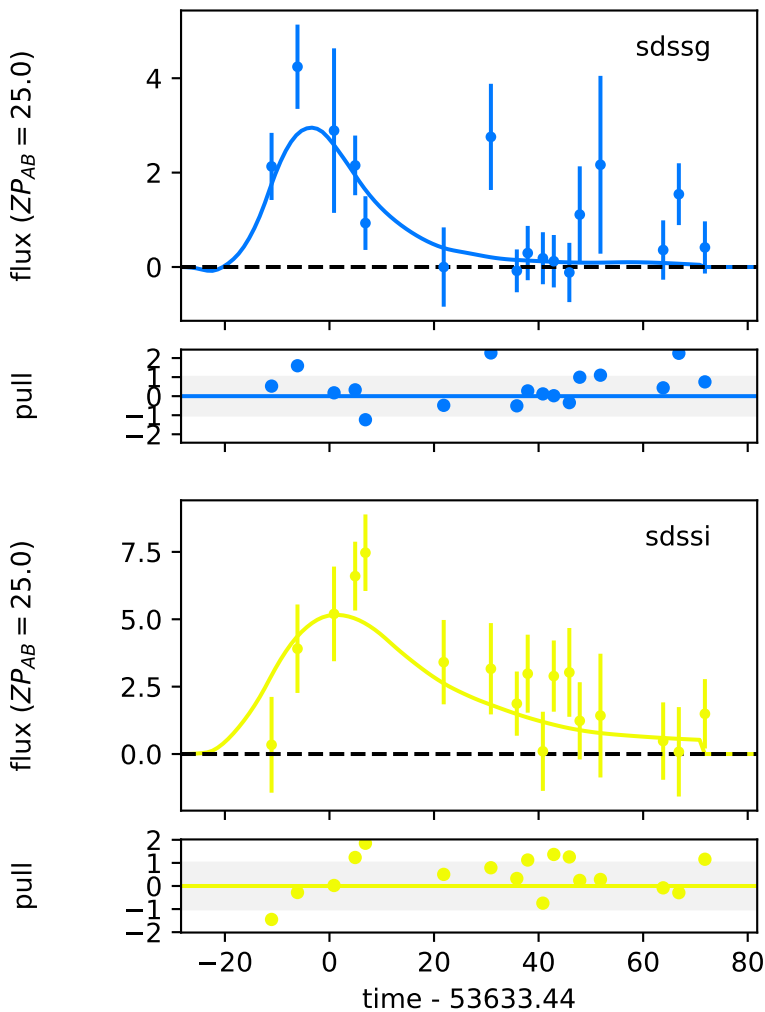 sdssg
flux (ZP_AB = 25.0)
4
2
0
pull
2
1
0
−1
−2
sdssi
flux (ZP_AB = 25.0)
7.5
5.0
2.5
0.0
pull
2
1
0
−1
−2
−20 0 20 40 60 80
time - 53633.44